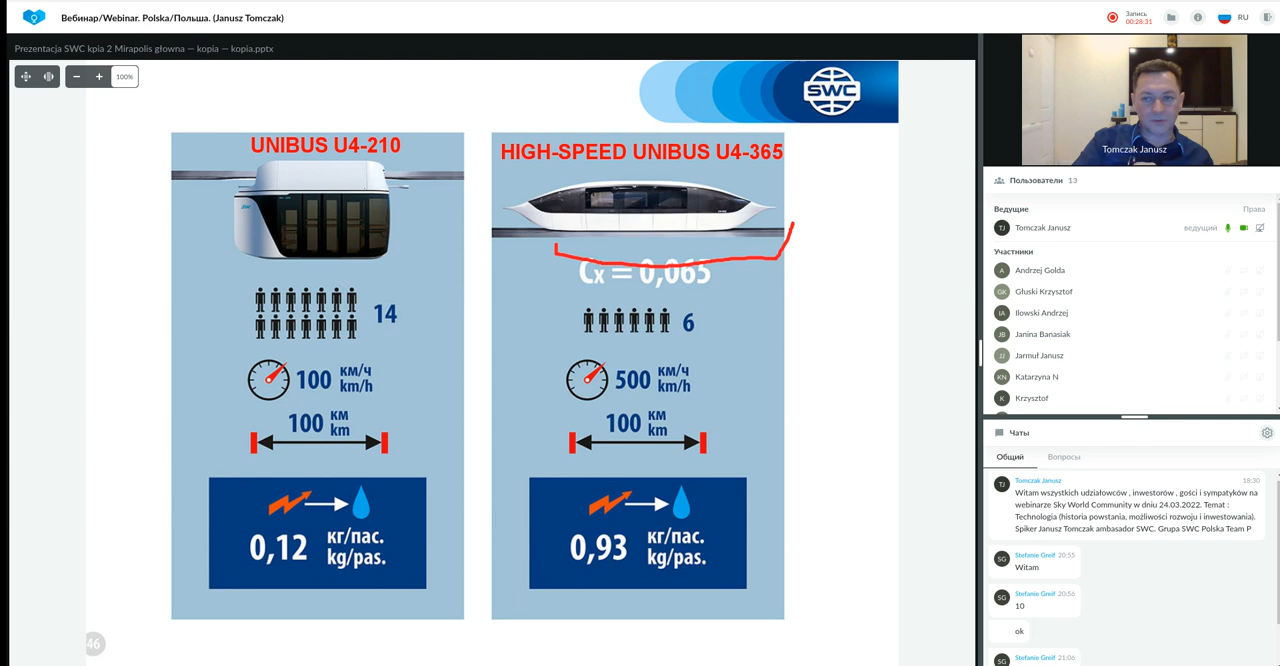 Вебинар/Webinar. Polska/Польша. (Janusz Tomczak)
Запись
00:28:31
RU
Prezentacja SWC kpia 2 Mirapolis głowna — kopia — kopia.pptx
100%
SWC
UNIBUS U4-210
14
100 км/ч
km/h
100 км
km
0,12 кг/пас.
kg/pas.
HIGH-SPEED UNIBUS U4-365
Cx = 0,065
6
500 км/ч
km/h
100 км
km
0,93 кг/пас.
kg/pas.
46
Tomczak Janusz
Пользователи 13
Ведущие
Права
TJ
Tomczak Janusz
ведущий
Участники
A
Andrzej Golda
GK
Głuski Krzysztof
IA
Ilowski Andrzej
JB
Janina Banasiak
JJ
Jarmuł Janusz
KN
Katarzyna N
K
Krzysztof
Чаты
Общий
Вопросы
TJ
Tomczak Janusz
18:30
Witam wszystkich udziałowców , inwestorów , gości i sympatyków na
webinarze Sky World Community w dniu 24.03.2022. Temat :
Technologia (historia powstania, możliwości rozwoju i inwestowania).
Spiker Janusz Tomczak ambasador SWC. Grupa SWC Polska Team P
SG
Stefanie Greif 20:55
Witam
SG
Stefanie Greif 20:56
10
ok
SG
Stefanie Greif 21:06